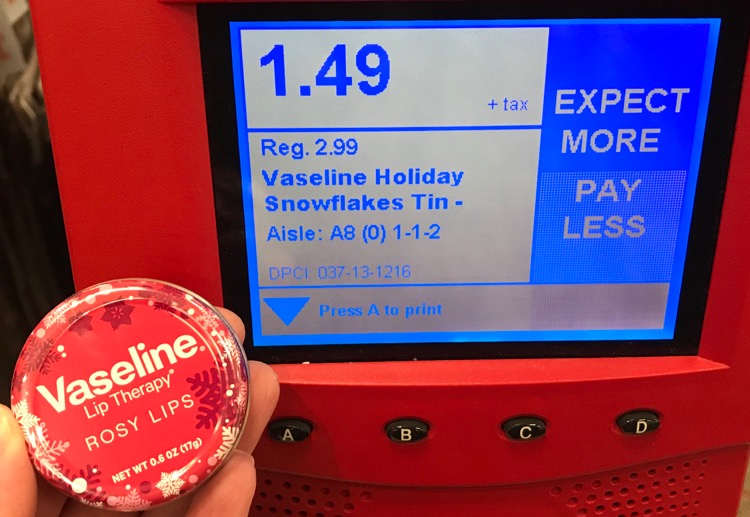 1.49
+ tax
Reg. 2.99
Vaseline Holiday
Snowflakes Tin -
Aisle: A8 (0) 1-1-2
DPCI: 037-13-1216
Press A to print
EXPECT
MORE
PAY
LESS
A B C D
Vaseline.
Lip Therapy®
ROSY LIPS
NET WT 0.6 OZ (17g)